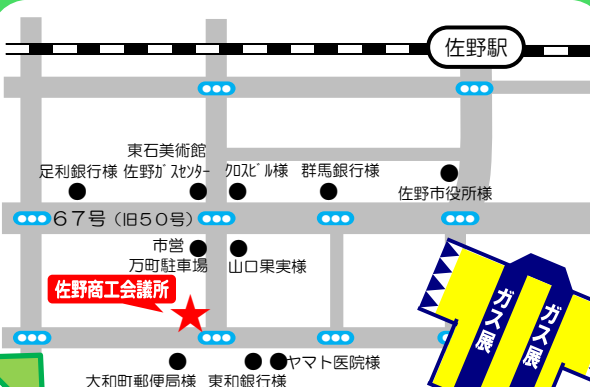 佐野駅
東石美術館
足利銀行様 佐野ガスセンター クロスビル様 群馬銀行様
佐野市役所様
67号（旧50号）
市営
万町駐車場 山口果実様
佐野商工会議所
ガス展 ガス展
ヤマト医院様
大和町郵便局様 東和銀行様